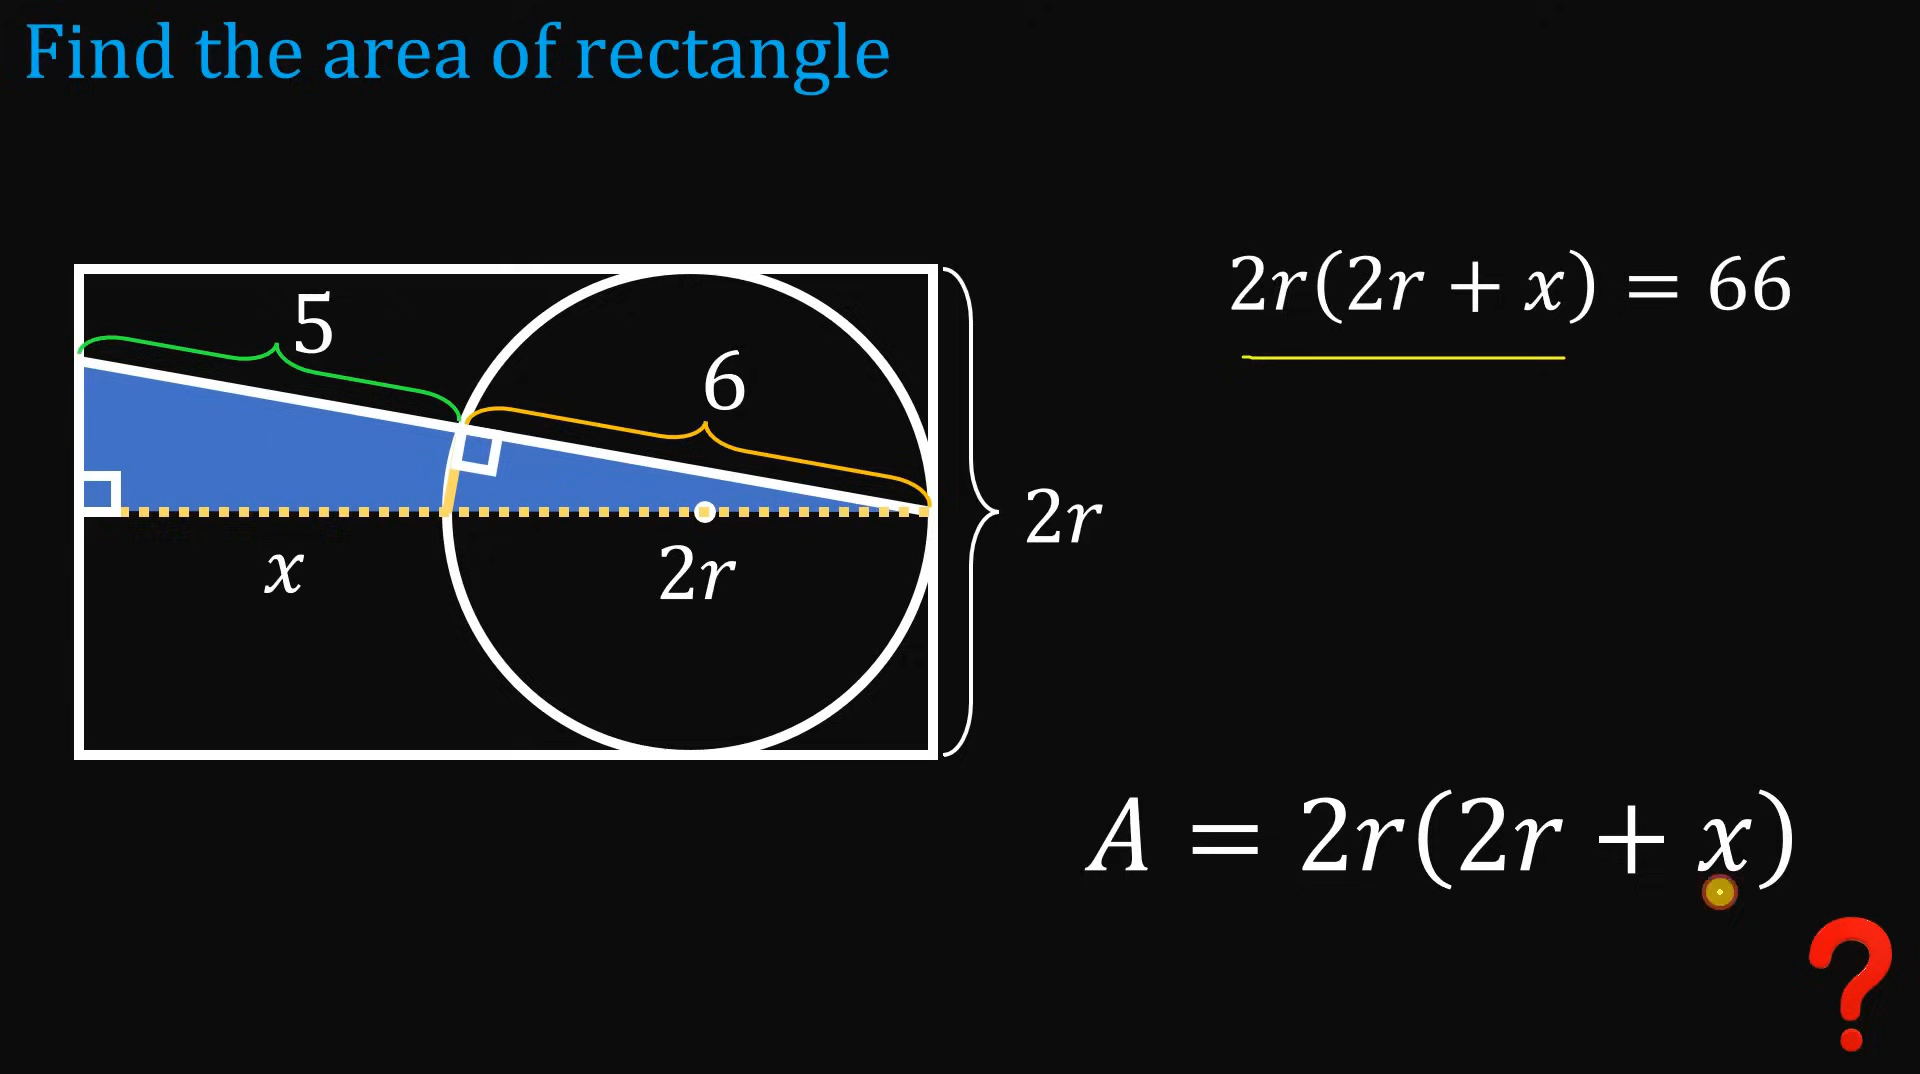 Find the area of rectangle
5
6
2r(2r + x) = 66
2r
x
2r
A = 2r(2r + x)
?